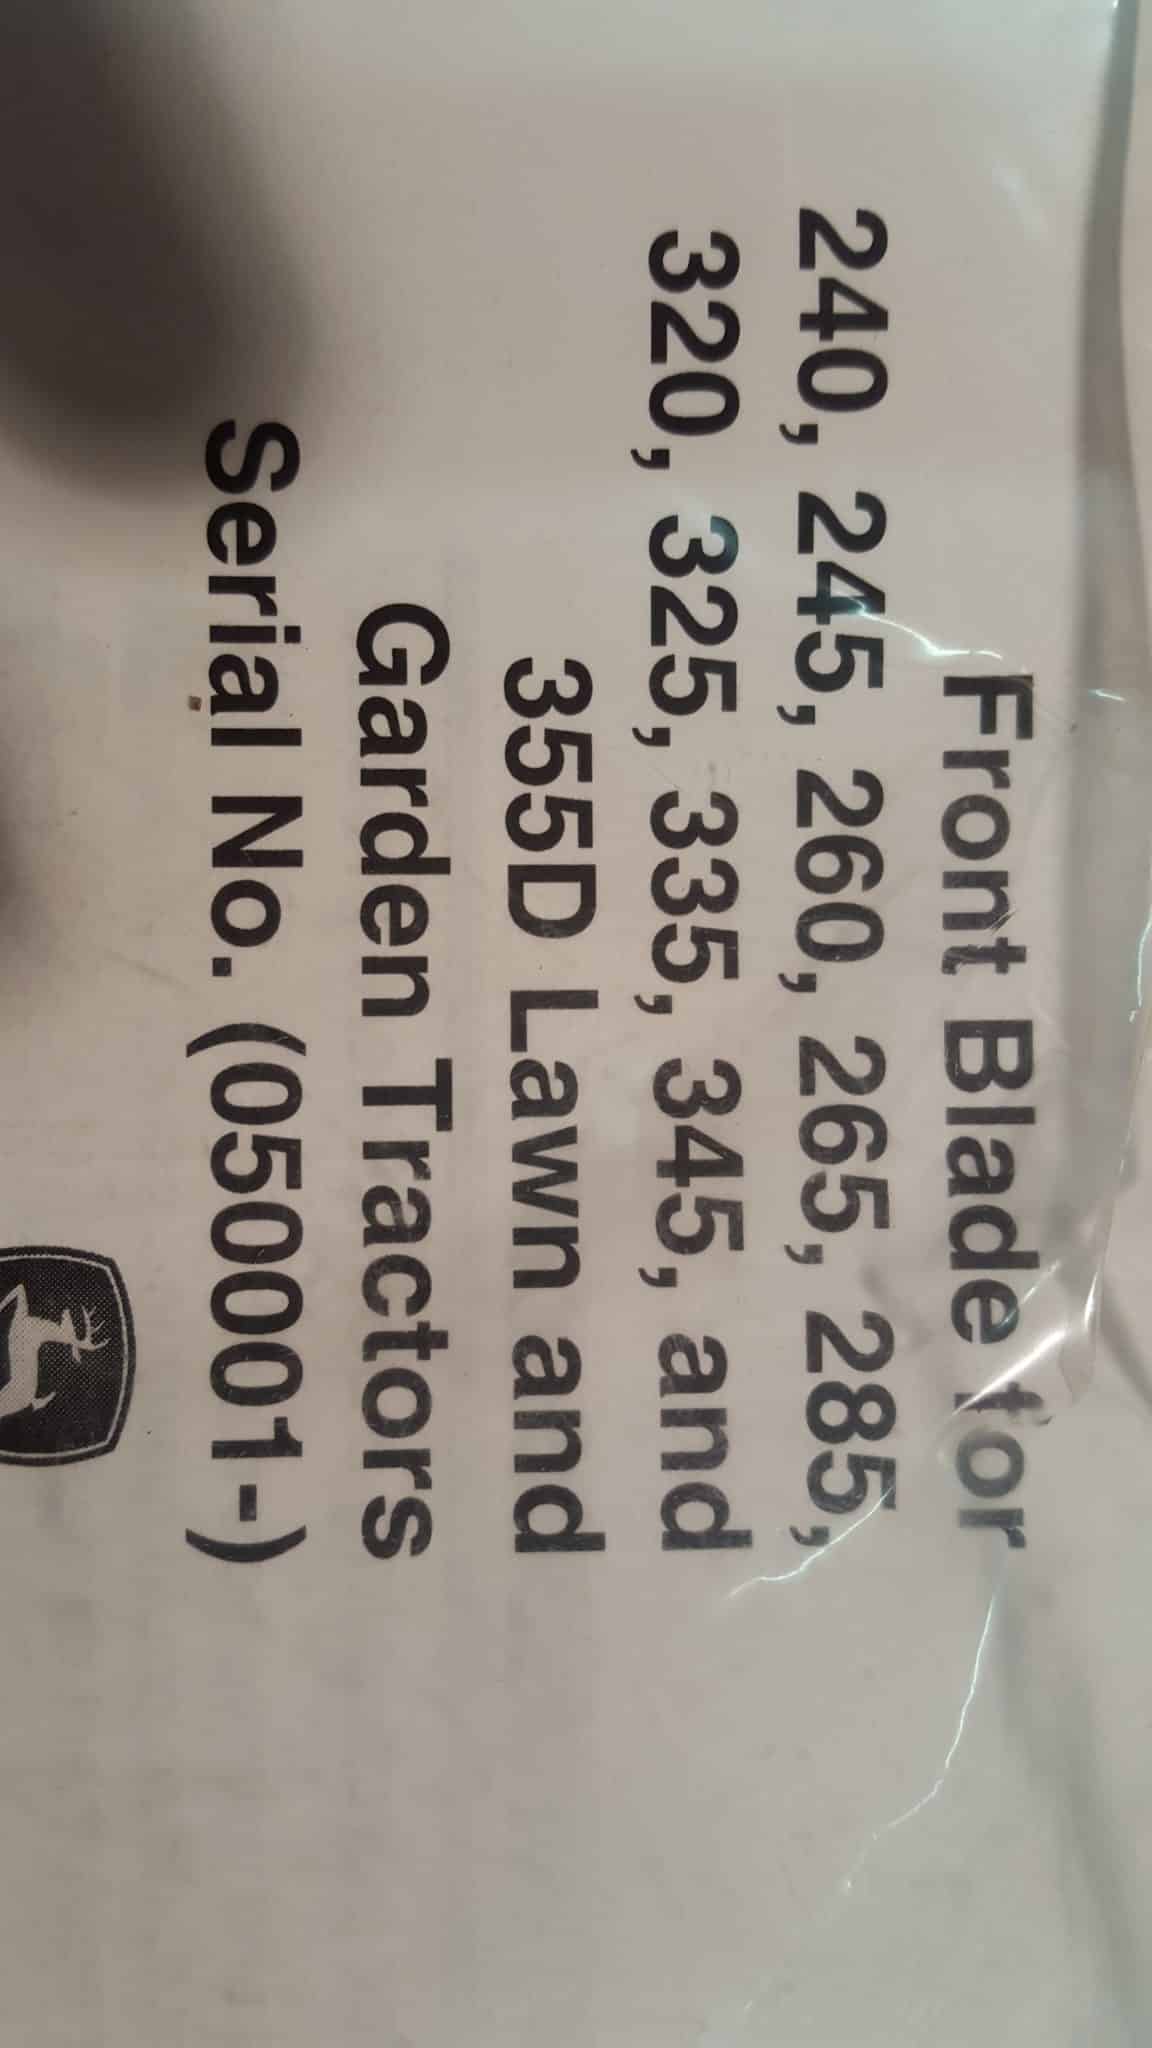 Front Blade for
240, 245, 260, 265, 285,
320, 325, 335, 345, and
355D Lawn and
Garden Tractors
Serial No. (050001-)